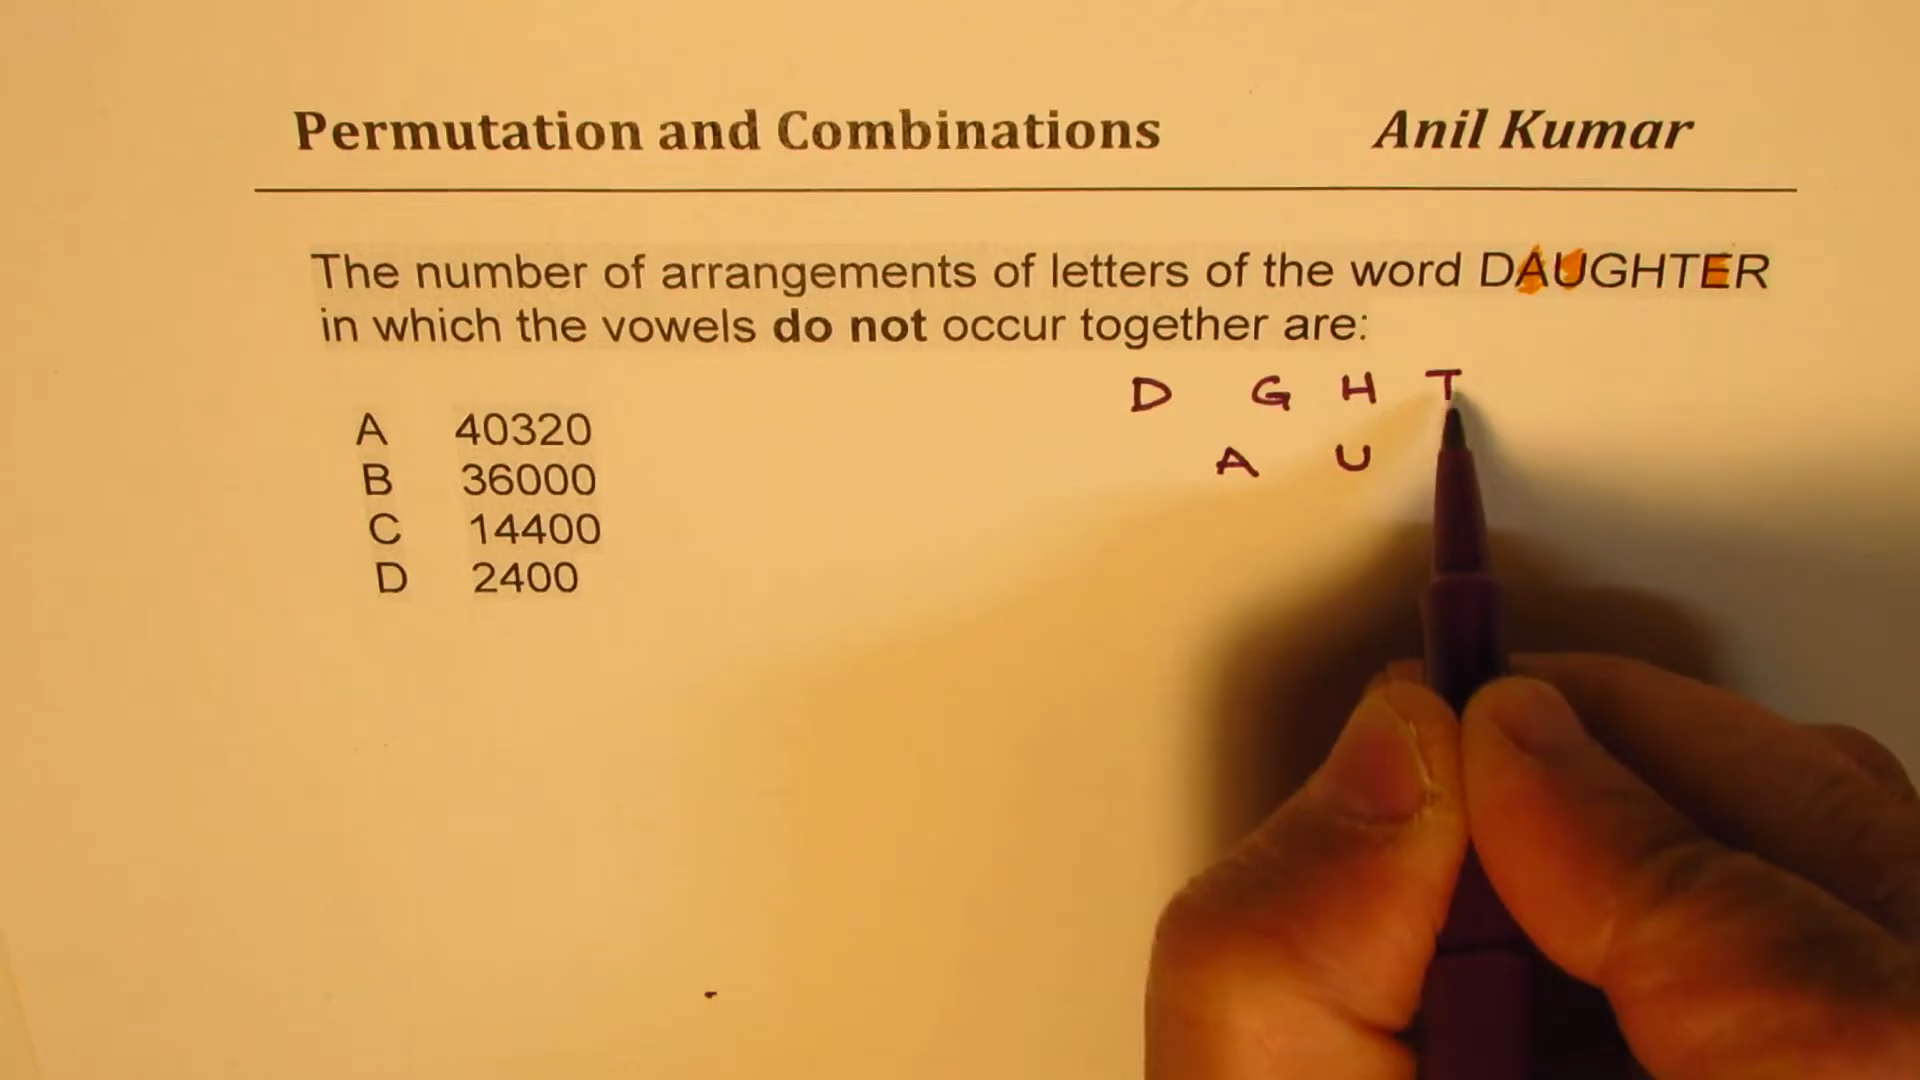 Permutation and Combinations Anil Kumar
The number of arrangements of letters of the word DAUGHTER
in which the vowels do not occur together are:
D G H T
A U
A 40320
B 36000
C 14400
D 2400